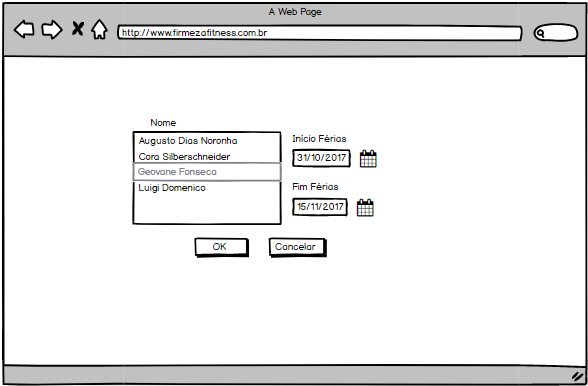 A Web Page
http://www.firmezafitness.com.br
Nome
Augusto Dias Noronha
Cora Silberschneider
Geovane Fonseca
Luigi Domenico
Início Férias
31/10/2017
Fim Férias
15/11/2017
OK
Cancelar